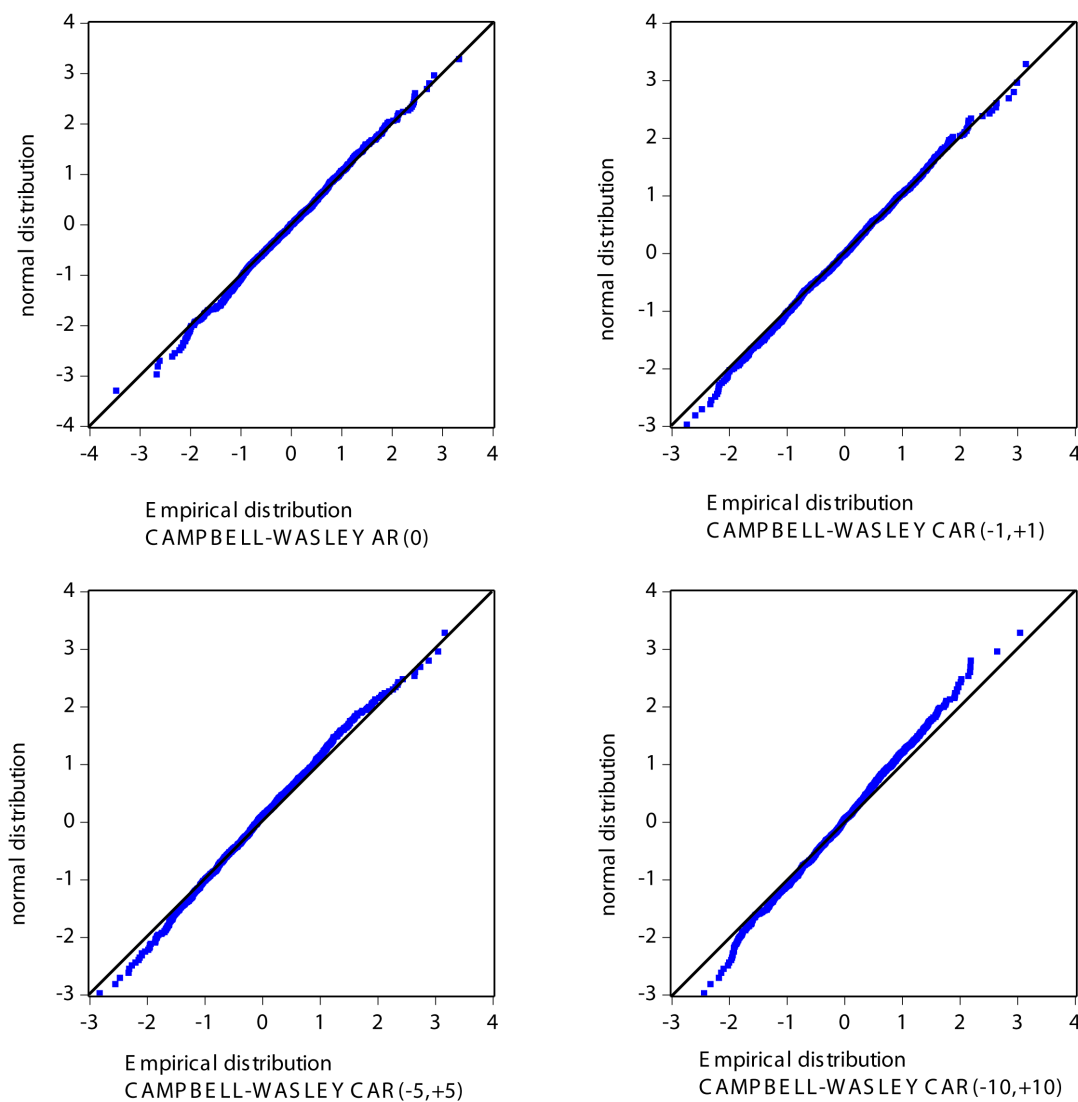 4
3
2
1
0
-1
-2
-3
-4
normal distribution
-4 -3 -2 -1 0 1 2 3 4
Empirical distribution
CAMPBELL-WASLEY AR(0)
4
3
2
1
0
-1
-2
-3
normal distribution
-3 -2 -1 0 1 2 3 4
Empirical distribution
CAMPBELL-WASLEY CAR(-1,+1)
4
3
2
1
0
-1
-2
-3
normal distribution
-3 -2 -1 0 1 2 3 4
Empirical distribution
CAMPBELL-WASLEY CAR(-5,+5)
4
3
2
1
0
-1
-2
-3
normal distribution
-3 -2 -1 0 1 2 3 4
Empirical distribution
CAMPBELL-WASLEY CAR(-10,+10)